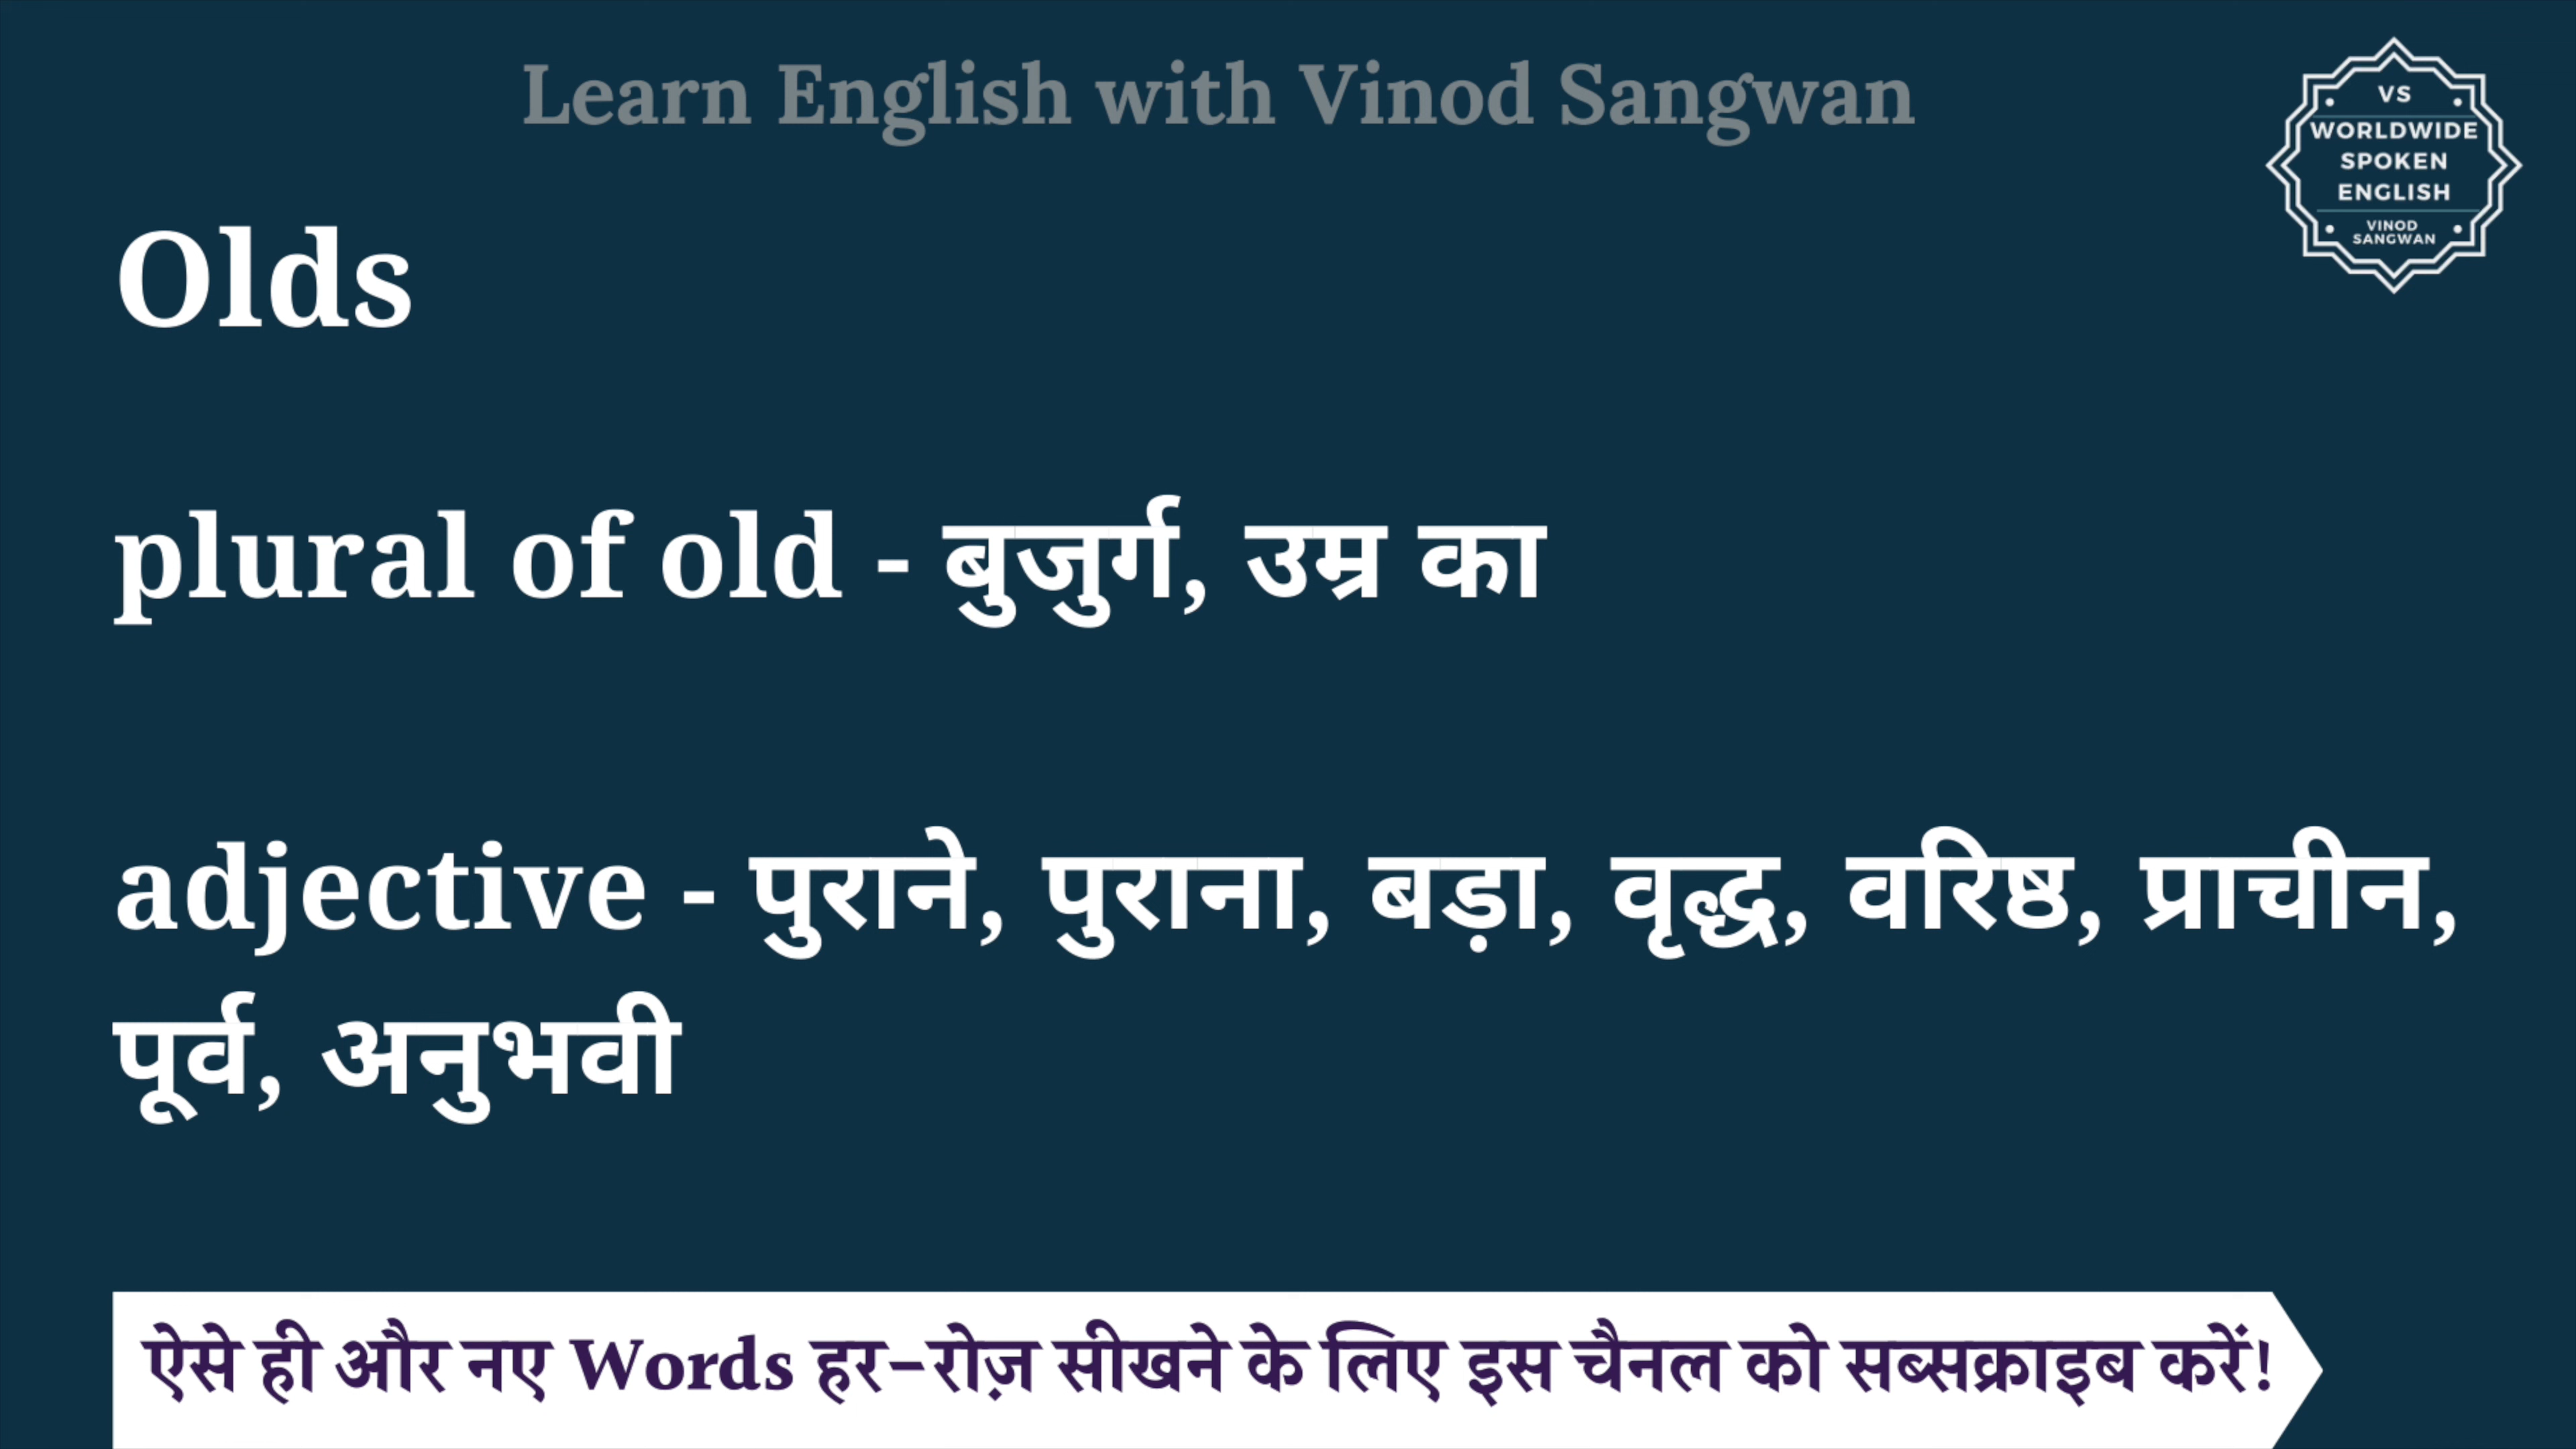 Learn English with Vinod Sangwan
VS
WORLDWIDE
SPOKEN
ENGLISH
VINOD
SANGWAN
Olds
plural of old - बुजुर्ग, उम्र का
adjective - पुराने, पुराना, बड़ा, वृद्ध, वरिष्ठ, प्राचीन,
पूर्व, अनुभवी
ऐसे ही और नए Words हर-रोज़ सीखने के लिए इस चैनल को सब्सक्राइब करें!